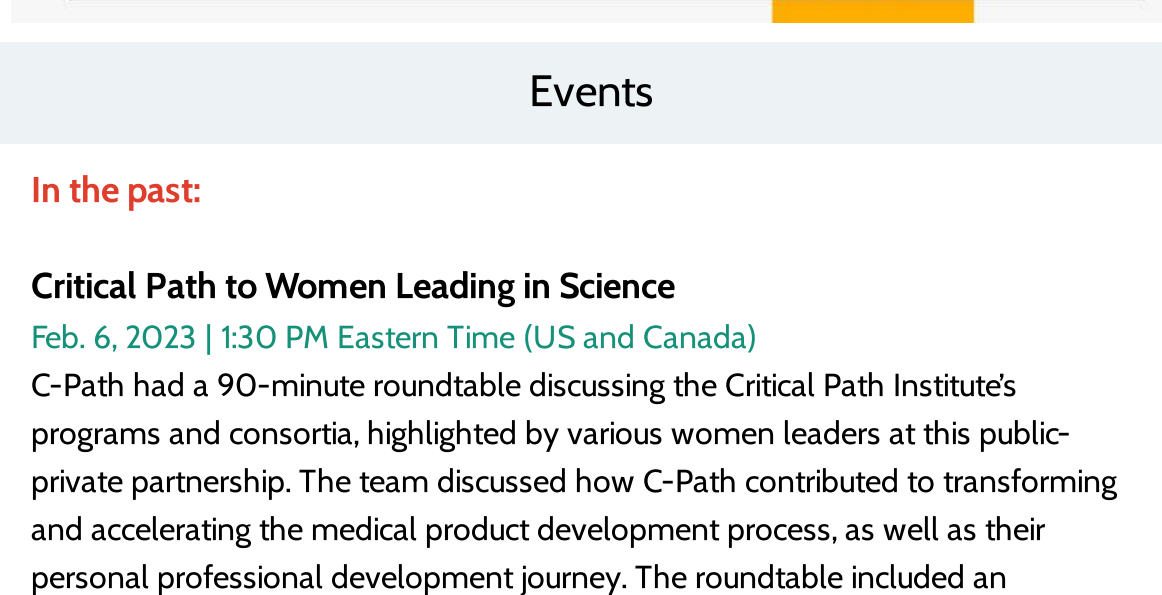 Events
In the past:
Critical Path to Women Leading in Science
Feb. 6, 2023 | 1:30 PM Eastern Time (US and Canada)
C-Path had a 90-minute roundtable discussing the Critical Path Institute’s
programs and consortia, highlighted by various women leaders at this public-
private partnership. The team discussed how C-Path contributed to transforming
and accelerating the medical product development process, as well as their
personal professional development journey. The roundtable included an